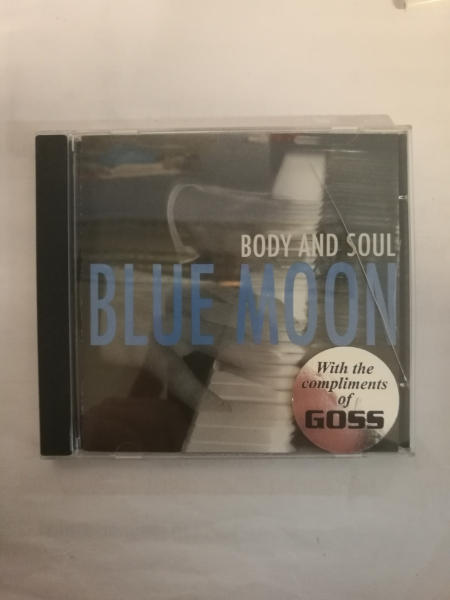 BODY AND SOUL
BLUE MOON
With the
compliments
of
GOSS